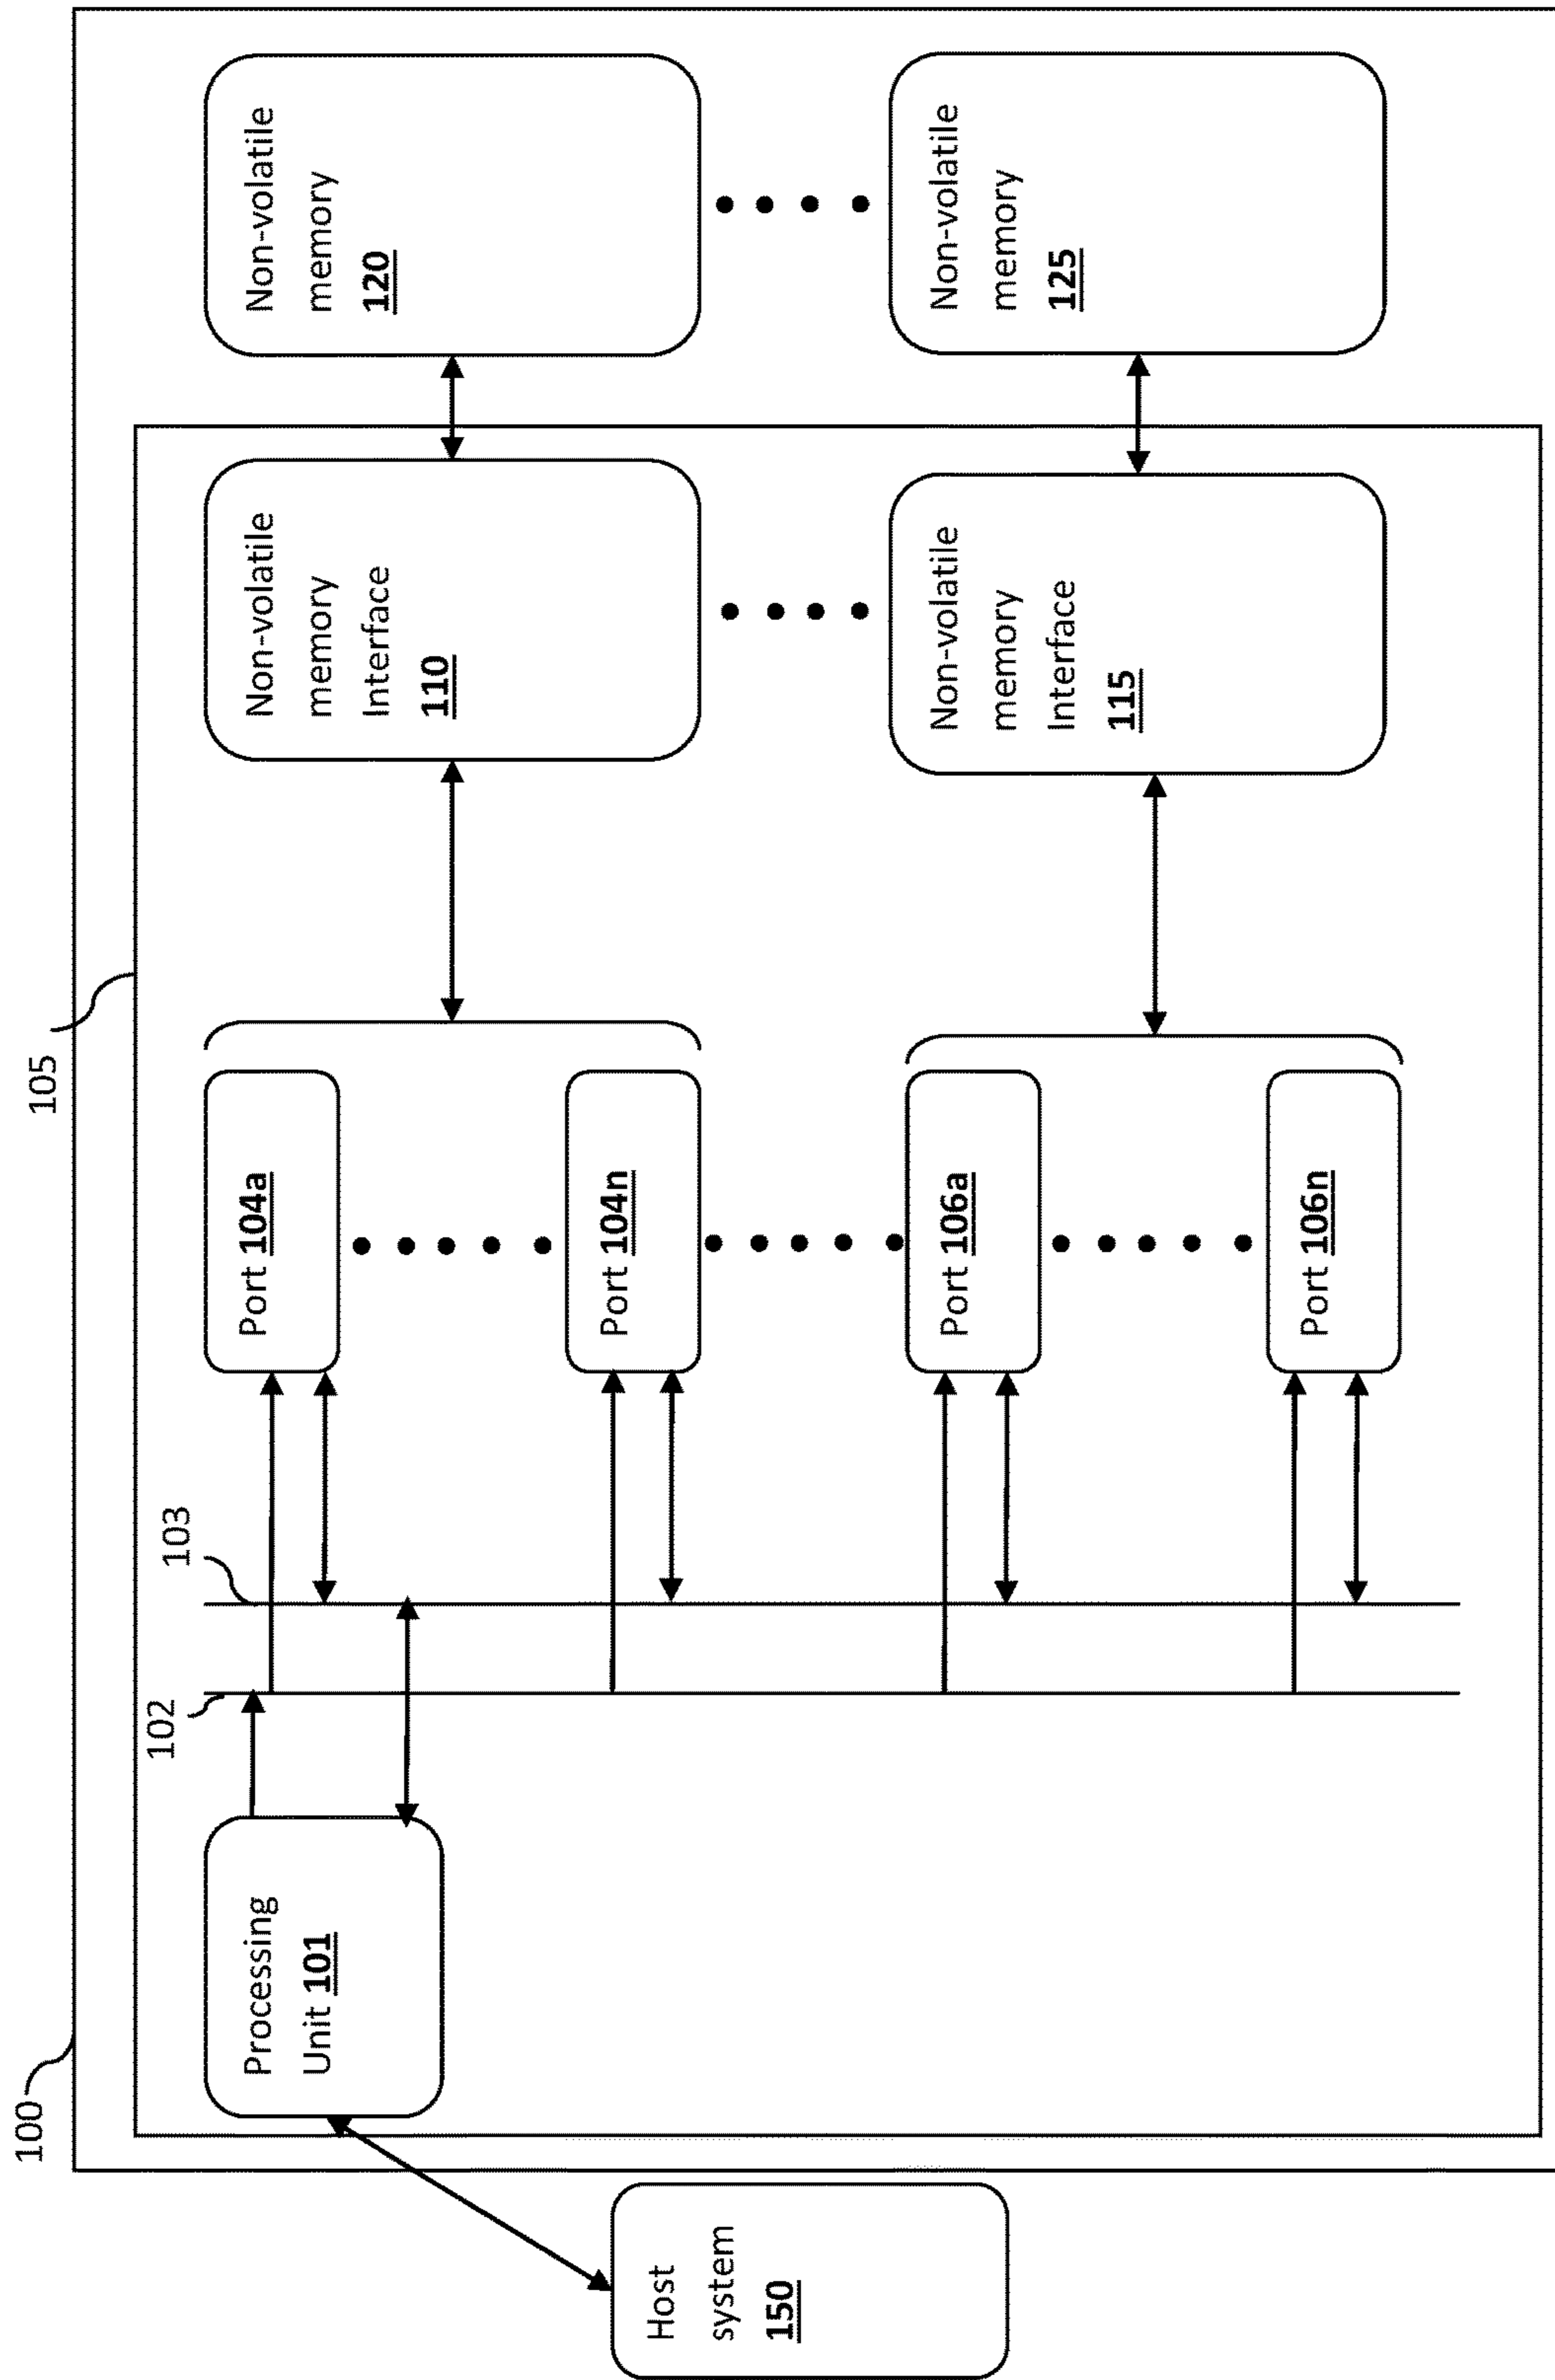 100
105
Host
system
150
Processing
Unit 101
102
103
Port 104a
Port 104n
Port 106a
Port 106n
Non-volatile
memory
Interface
110
Non-volatile
memory
Interface
115
Non-volatile
memory
120
Non-volatile
memory
125